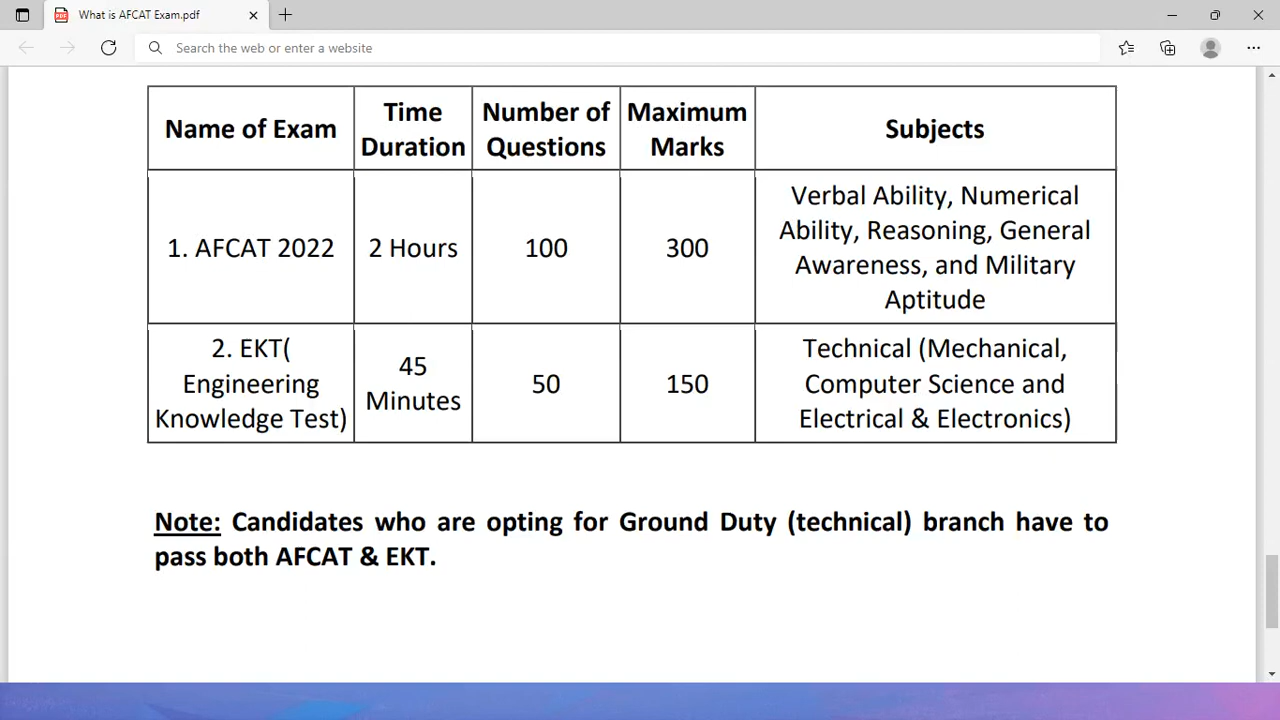 What is AFCAT Exam.pdf
Search the web or enter a website
Name of Exam
Time
Duration
Number of
Questions
Maximum
Marks
Subjects
1. AFCAT 2022
2 Hours
100
300
Verbal Ability, Numerical
Ability, Reasoning, General
Awareness, and Military
Aptitude
2. EKT(
Engineering
Knowledge Test)
45
Minutes
50
150
Technical (Mechanical,
Computer Science and
Electrical & Electronics)
Note: Candidates who are opting for Ground Duty (technical) branch have to
pass both AFCAT & EKT.